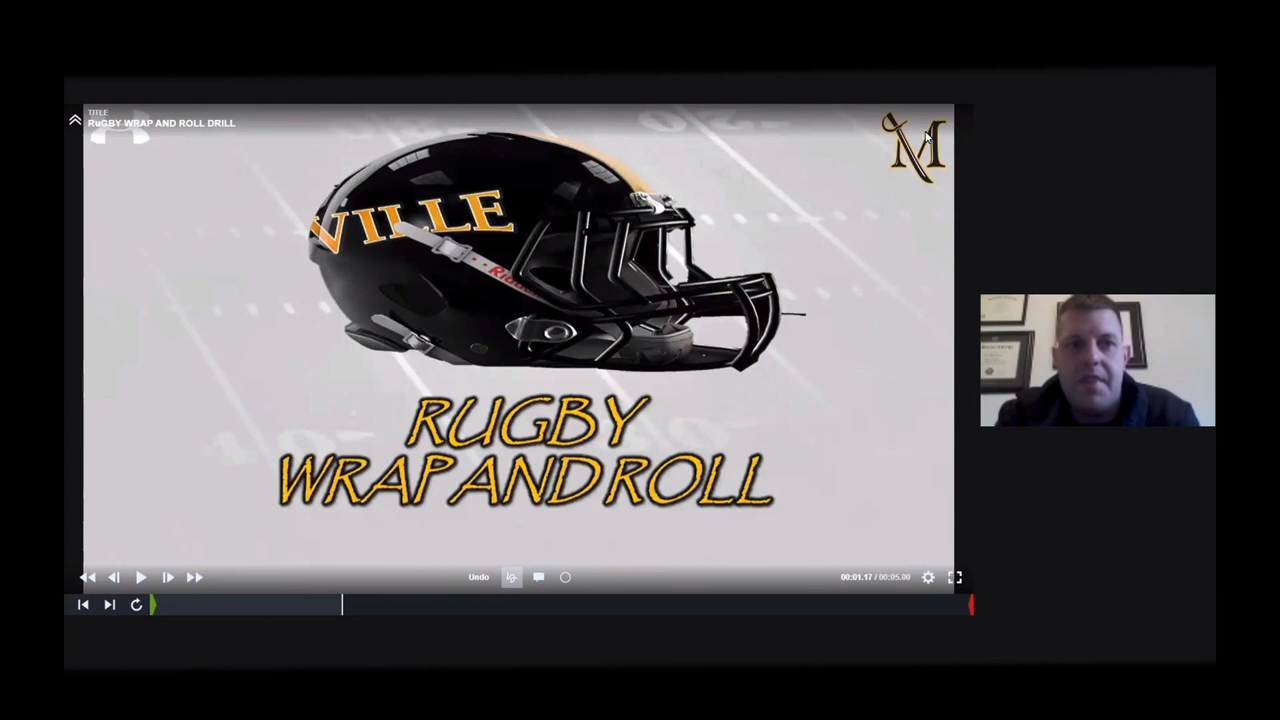 TITLE
RuGBY WRAP AND ROLL DRILL
M
VILLE
RUGBY
WRAP AND ROLL
Undo
00:01.17 / 00:05.00